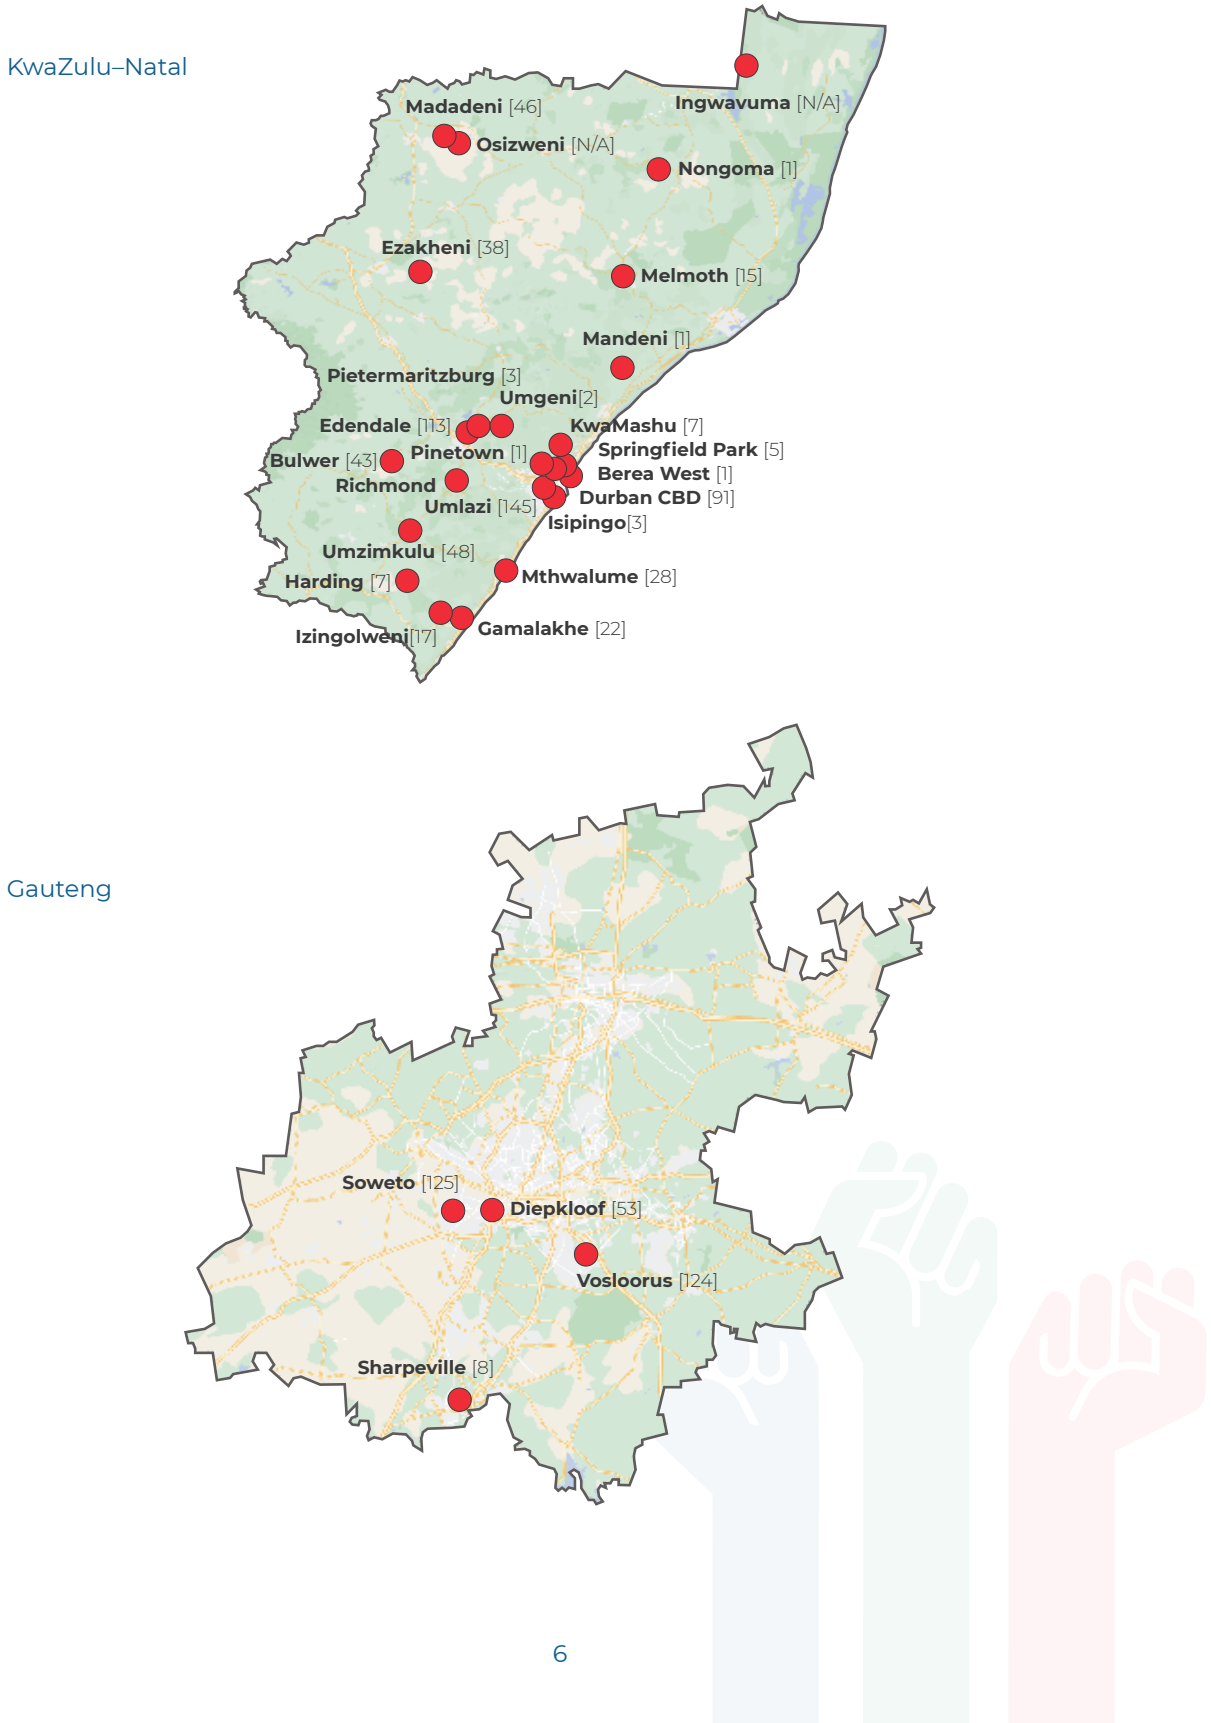 KwaZulu–Natal
Ingwavuma [N/A]
Madadeni [46]
Osizweni [N/A]
Nongoma [1]
Ezakheni [38]
Melmoth [15]
Mandeni [1]
Pietermaritzburg [3]
Umgeni[2]
Edendale [113]
KwaMashu [7]
Pinetown [1]
Springfield Park [5]
Bulwer [43]
Berea West [1]
Richmond
Durban CBD [91]
Umlazi [145]
Isipingo[3]
Umzimkulu [48]
Mthwalume [28]
Harding [7]
Gamalakhe [22]
Izingolweni[17]
Gauteng
Soweto [125]
Diepkloof [53]
Vosloorus [124]
Sharpeville [8]
6